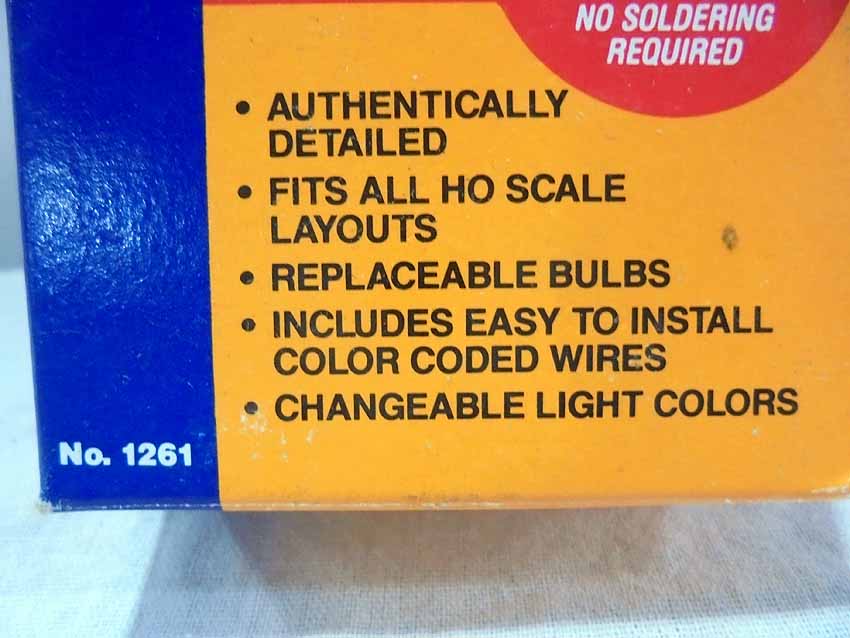 NO SOLDERING
REQUIRED
• AUTHENTICALLY
DETAILED
• FITS ALL HO SCALE
LAYOUTS
• REPLACEABLE BULBS
• INCLUDES EASY TO INSTALL
COLOR CODED WIRES
• CHANGEABLE LIGHT COLORS
No. 1261